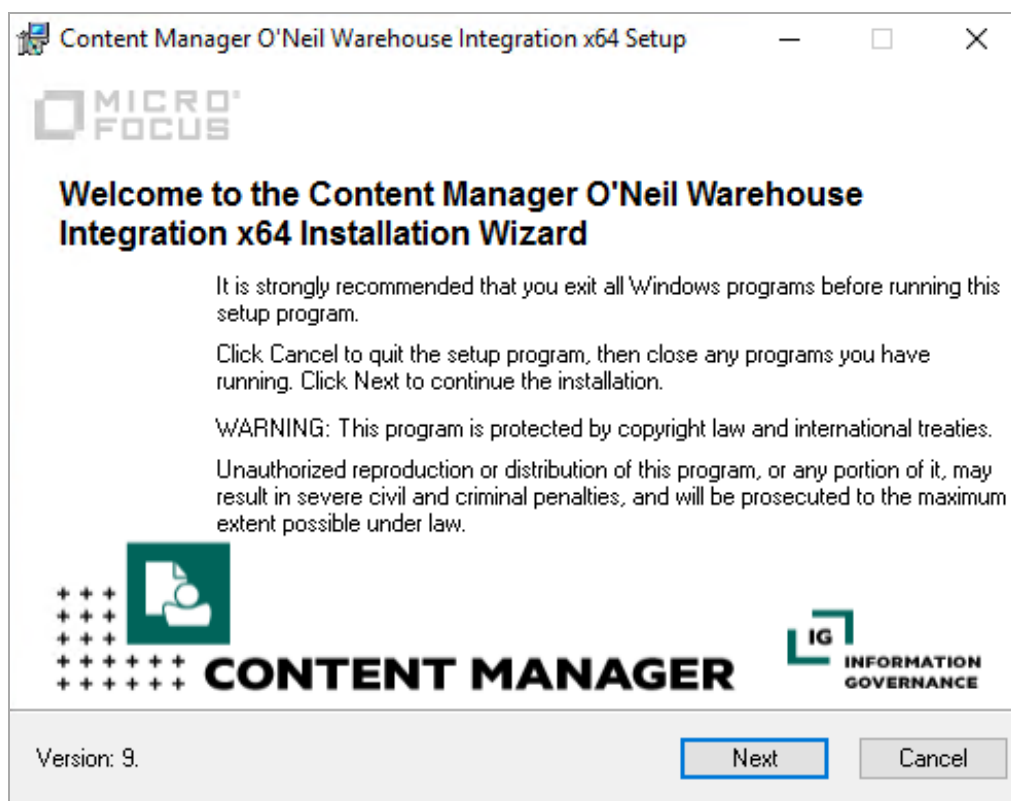 Content Manager O'Neil Warehouse Integration x64 Setup
MICRO
FOCUS
Welcome to the Content Manager O'Neil Warehouse
Integration x64 Installation Wizard
It is strongly recommended that you exit all Windows programs before running this
setup program.
Click Cancel to quit the setup program, then close any programs you have
running. Click Next to continue the installation.
WARNING: This program is protected by copyright law and international treaties.
Unauthorized reproduction or distribution of this program, or any portion of it, may
result in severe civil and criminal penalties, and will be prosecuted to the maximum
extent possible under law.
CONTENT MANAGER
IG
INFORMATION
GOVERNANCE
Version: 9.
Next
Cancel